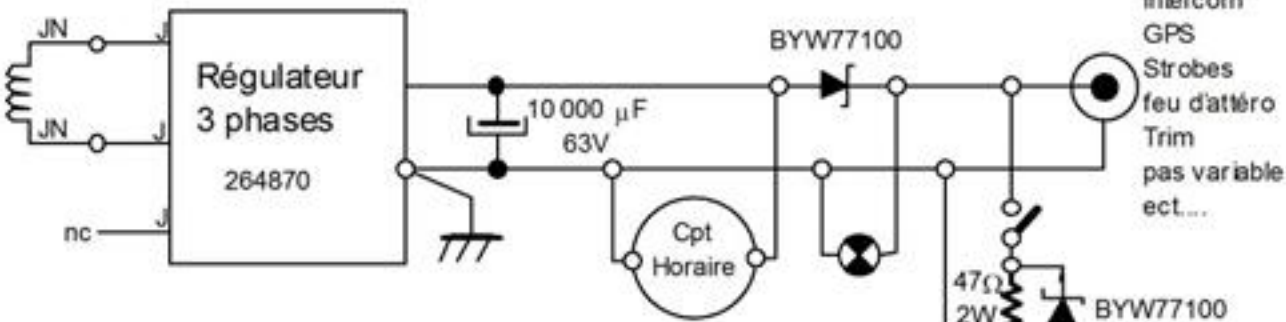 JN
JN
nc
J
J
J
Régulateur
3 phases
264870
10 000 µF
63V
Cpt
Horaire
BYW77100
GPS
Strobes
feu d'attéro
Trim
pas variable
ect....
47Ω
2W
BYW77100